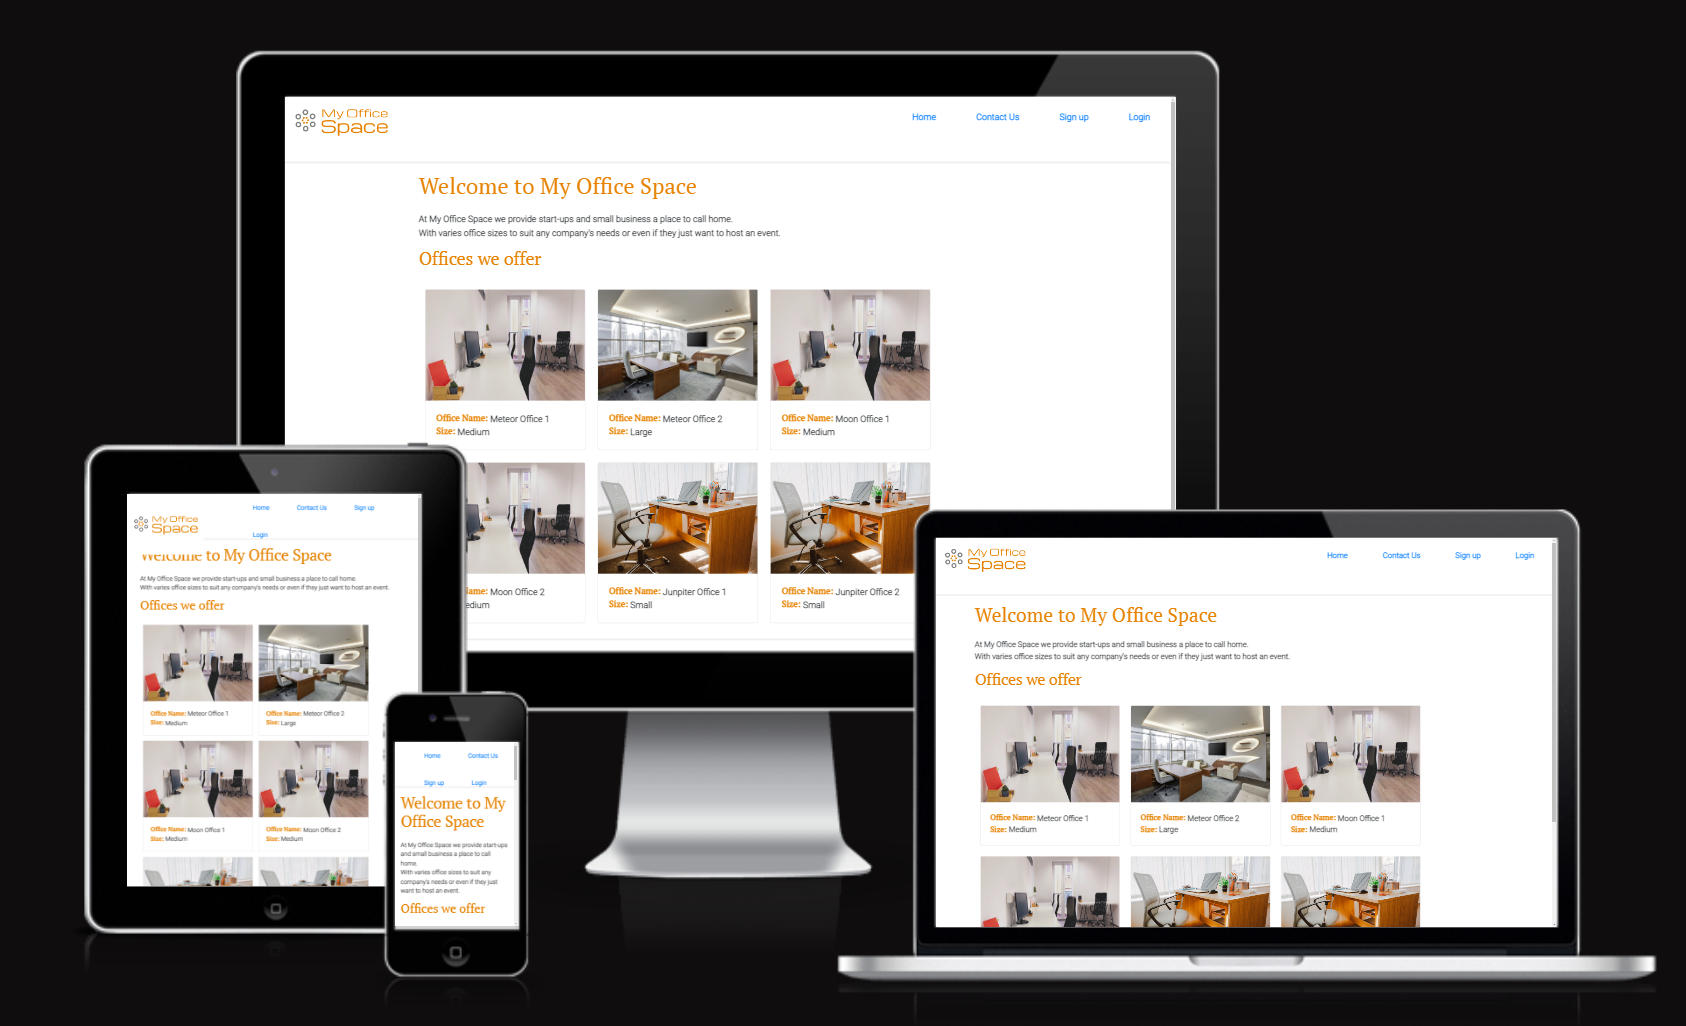 My Office
Space
Home Contact Us Sign up Login
Welcome to My Office Space
At My Office Space we provide start-ups and small business a place to call home.
With varies office sizes to suit any company's needs or even if they just want to host an event.
Offices we offer
Office Name: Meteor Office 1
Size: Medium
Office Name: Meteor Office 2
Size: Large
Office Name: Moon Office 1
Size: Medium
Name: Moon Office 2
edium
Office Name: Junpiter Office 1
Size: Small
Office Name: Junpiter Office 2
Size: Small
My Office
Space
Home Contact Us Sign up
Login
Welcome to My Office Space
At My Office Space we provide start-ups and small business a place to call home.
With varies office sizes to suit any company's needs or even if they just want to host an event.
Offices we offer
Office Name: Meteor Office 1
Size: Medium
Office Name: Meteor Office 2
Size: Large
Office Name: Moon Office 1
Size: Medium
Office Name: Moon Office 2
Size: Medium
Home Contact Us
Sign up Login
Welcome to My
Office Space
At My Office Space we provide start-ups
and small business a place to call
home.
With varies office sizes to suit any
company's needs or even if they just
want to host an event.
Offices we offer
My Office
Space
Home Contact Us Sign up Login
Welcome to My Office Space
At My Office Space we provide start-ups and small business a place to call home.
With varies office sizes to suit any company's needs or even if they just want to host an event.
Offices we offer
Office Name: Meteor Office 1
Size: Medium
Office Name: Meteor Office 2
Size: Large
Office Name: Moon Office 1
Size: Medium